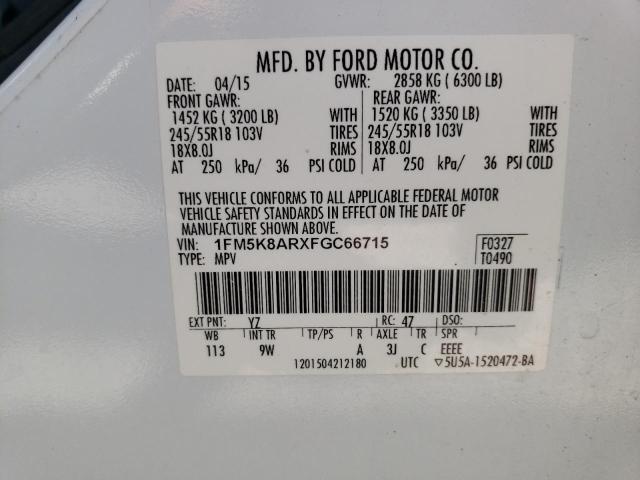 MFD. BY FORD MOTOR CO.
DATE: 04/15 GVWR: 2858 KG ( 6300 LB)
FRONT GAWR: REAR GAWR:
1452 KG ( 3200 LB) WITH 1520 KG ( 3350 LB) WITH
245/55R18 103V TIRES 245/55R18 103V TIRES
18X8.0J RIMS 18X8.0J RIMS
AT 250 kPa/ 36 PSI COLD AT 250 kPa/ 36 PSI COLD
THIS VEHICLE CONFORMS TO ALL APPLICABLE FEDERAL MOTOR
VEHICLE SAFETY STANDARDS IN EFFECT ON THE DATE OF
MANUFACTURE SHOWN ABOVE.
VIN: 1FM5K8ARXFGC66715 F0327
TYPE: MPV T0490
EXT PNT: YZ RC: 47 DSO:
WB INT TR TP/PS R AXLE TR SPR
113 9W A 3J C EEEE
1201504212180 UTC ▽5U5A-1520472-BA